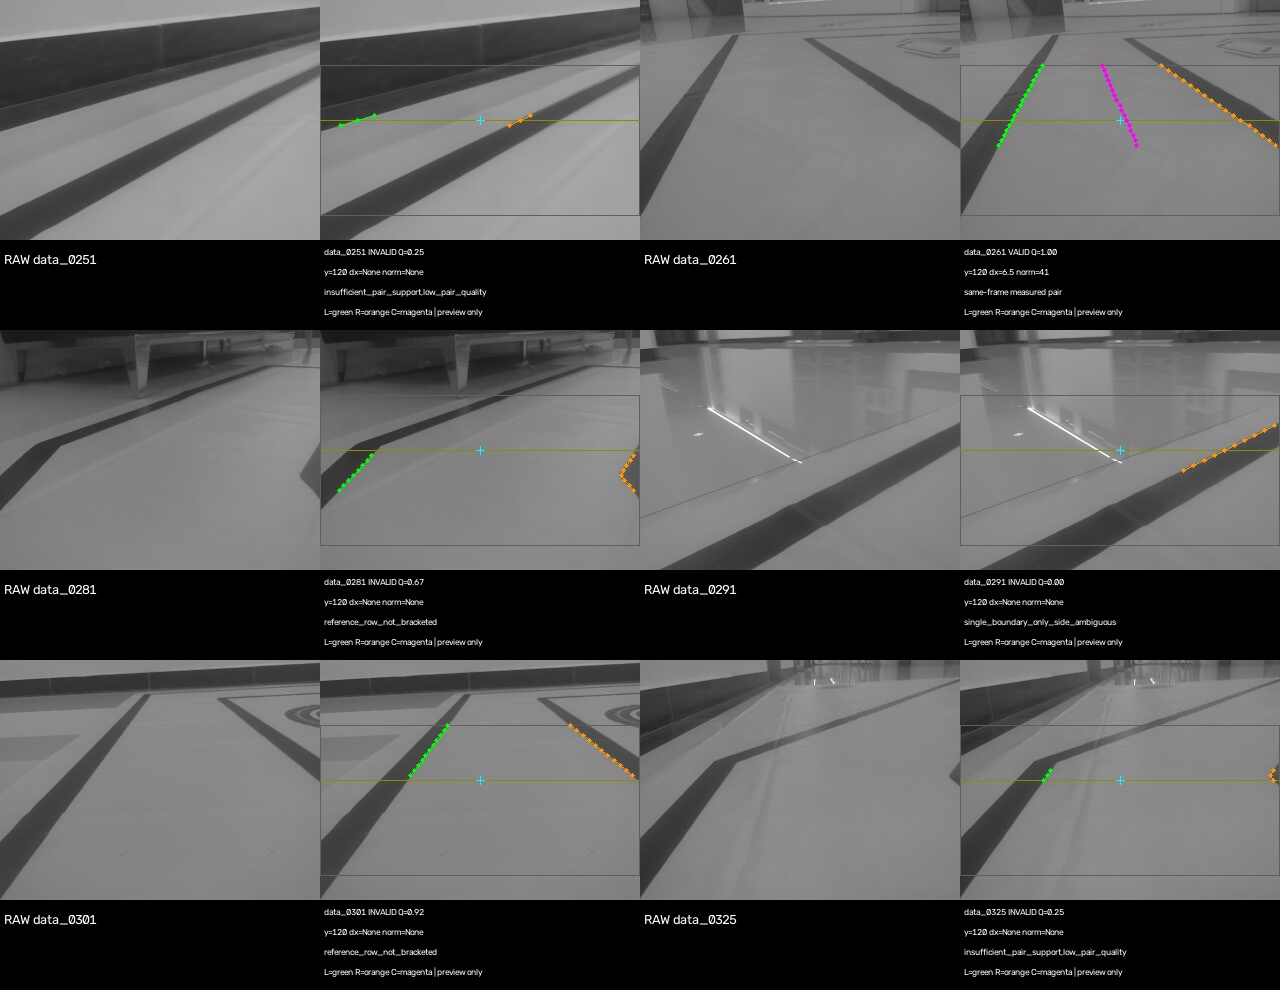 RAW data_0251
data_0251 INVALID Q=0.25
y=120 dx=None norm=None
insufficient_pair_support,low_pair_quality
L=green R=orange C=magenta | preview only
RAW data_0261
data_0261 VALID Q=1.00
y=120 dx=6.5 norm=41
same-frame measured pair
L=green R=orange C=magenta | preview only
RAW data_0281
data_0281 INVALID Q=0.67
y=120 dx=None norm=None
reference_row_not_bracketed
L=green R=orange C=magenta | preview only
RAW data_0291
data_0291 INVALID Q=0.00
y=120 dx=None norm=None
single_boundary_only_side_ambiguous
L=green R=orange C=magenta | preview only
RAW data_0301
data_0301 INVALID Q=0.92
y=120 dx=None norm=None
reference_row_not_bracketed
L=green R=orange C=magenta | preview only
RAW data_0325
data_0325 INVALID Q=0.25
y=120 dx=None norm=None
insufficient_pair_support,low_pair_quality
L=green R=orange C=magenta | preview only